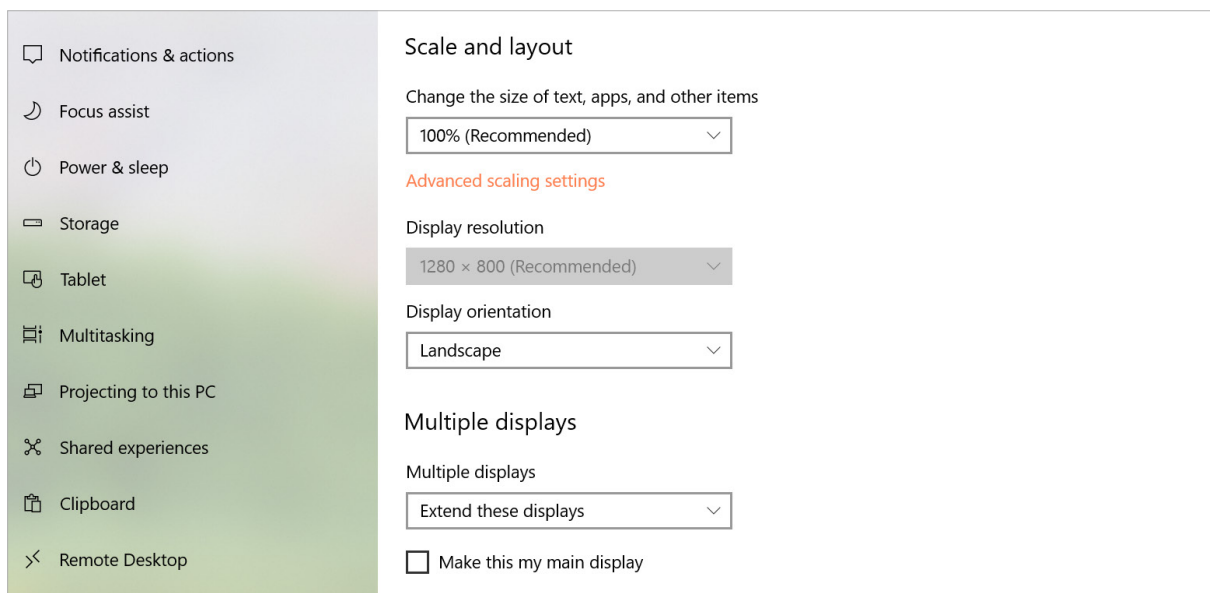 Notifications & actions
Focus assist
Power & sleep
Storage
Tablet
Multitasking
Projecting to this PC
Shared experiences
Clipboard
Remote Desktop
Scale and layout
Change the size of text, apps, and other items
100% (Recommended)
Advanced scaling settings
Display resolution
1280 × 800 (Recommended)
Display orientation
Landscape
Multiple displays
Multiple displays
Extend these displays
Make this my main display